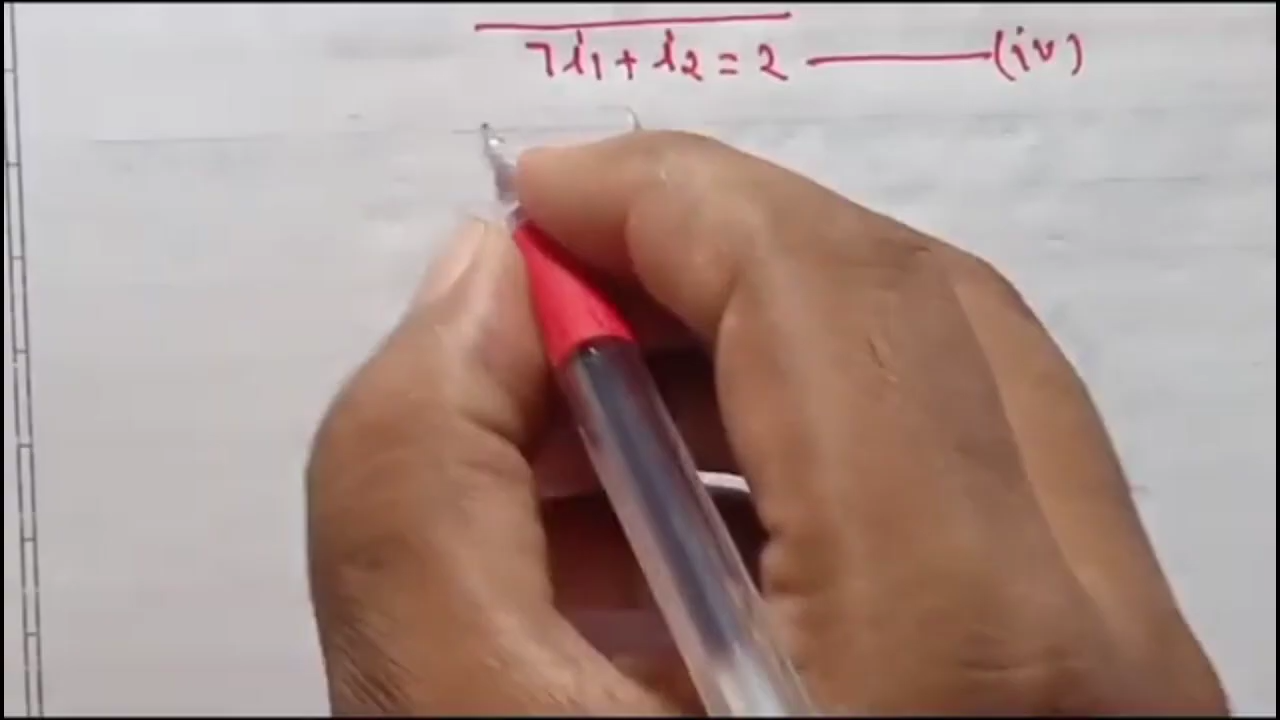 7i₁ + i₂ = 2 ———(iv)